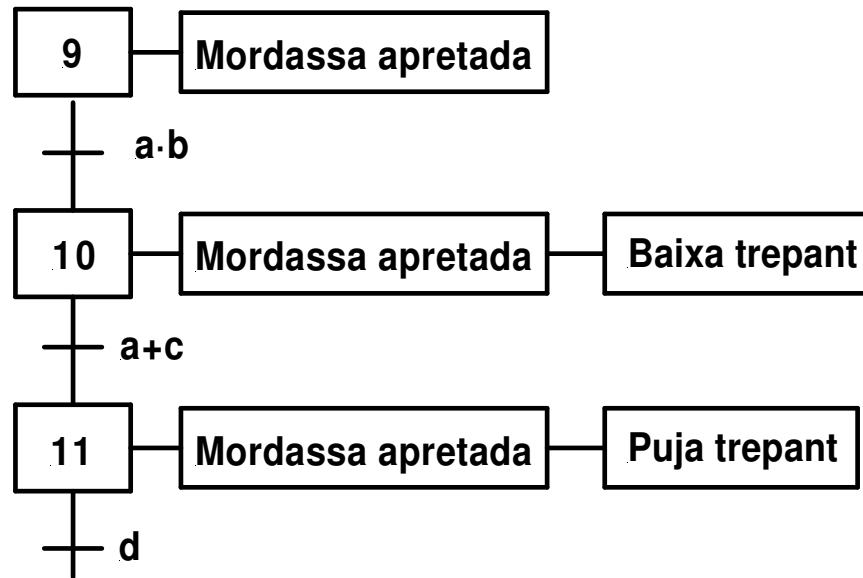 9 Mordassa apretada
a·b
10 Mordassa apretada Baixa trepant
a+c
11 Mordassa apretada Puja trepant
d